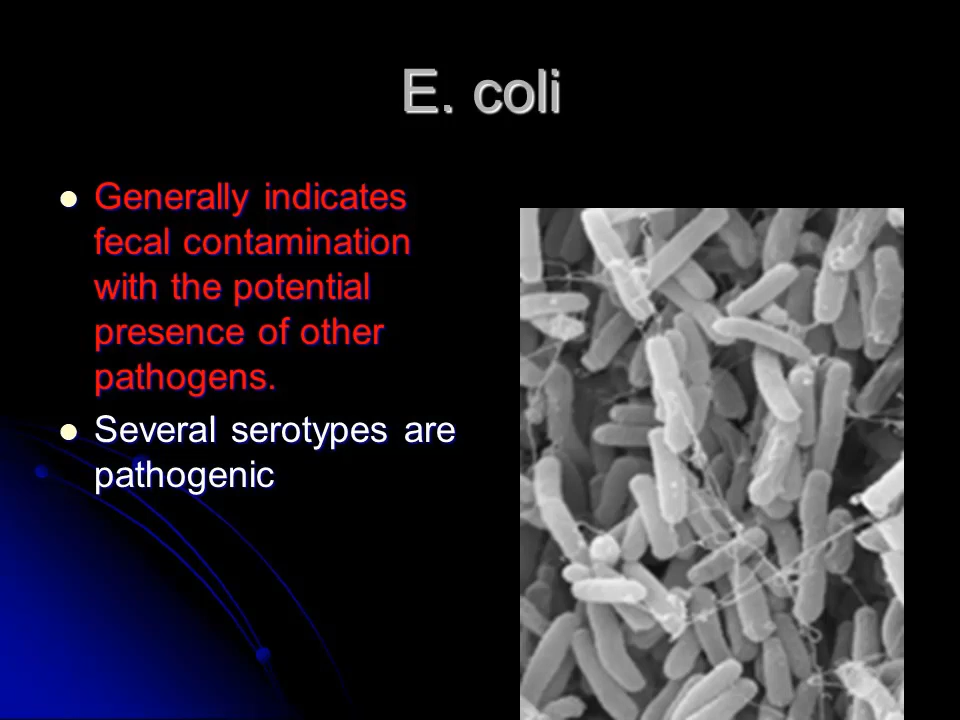 E. coli
Generally indicates
fecal contamination
with the potential
presence of other
pathogens.
Several serotypes are
pathogenic